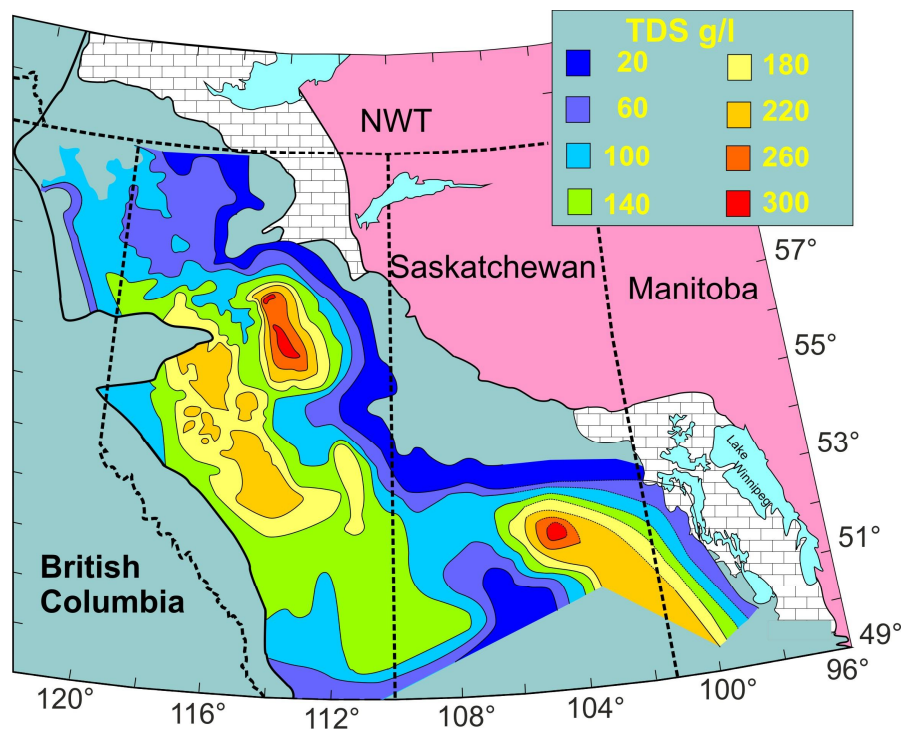 TDS g/l
20
180
60
220
100
260
140
300
NWT
57°
Saskatchewan
Manitoba
55°
53°
Lake
Winnipeg
51°
British
Columbia
49°
96°
100°
104°
108°
112°
116°
120°